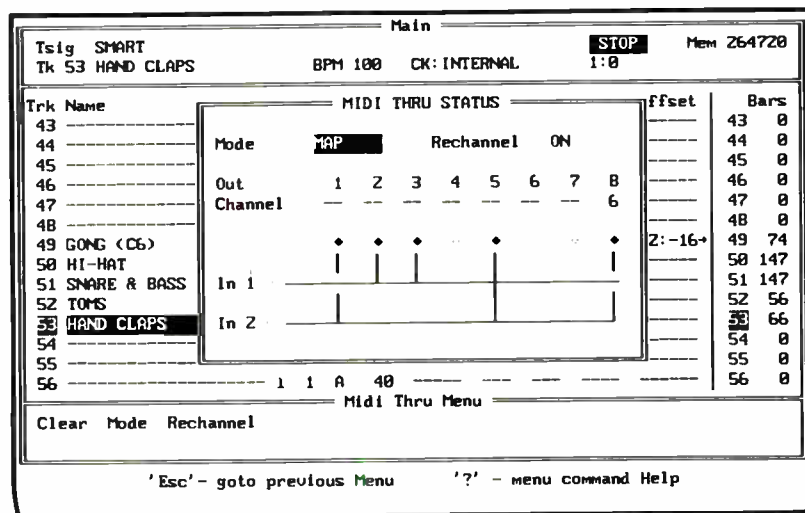 Main
Tsig SMART STOP Mem 264720
Tk 53 HAND CLAPS BPM 100 CK:INTERNAL 1:0
Trk Name MIDI THRU STATUS ffset Bars
43 43 0
44 Mode MAP Rechannel ON 44 0
45 45 0
46 Out 1 2 3 4 5 6 7 8 46 0
47 Channel -- -- -- -- -- -- -- 6 47 0
48 48 0
49 GONG (C6) 2:-16→ 49 74
50 HI-HAT 50 147
51 SNARE & BASS In 1 51 147
52 TOMS 52 56
53 HAND CLAPS In 2 53 66
54 54 0
55 55 0
56 1 1 A 40 56 0
Midi Thru Menu
Clear Mode Rechannel
'Esc'- goto previous Menu '?' - menu command Help